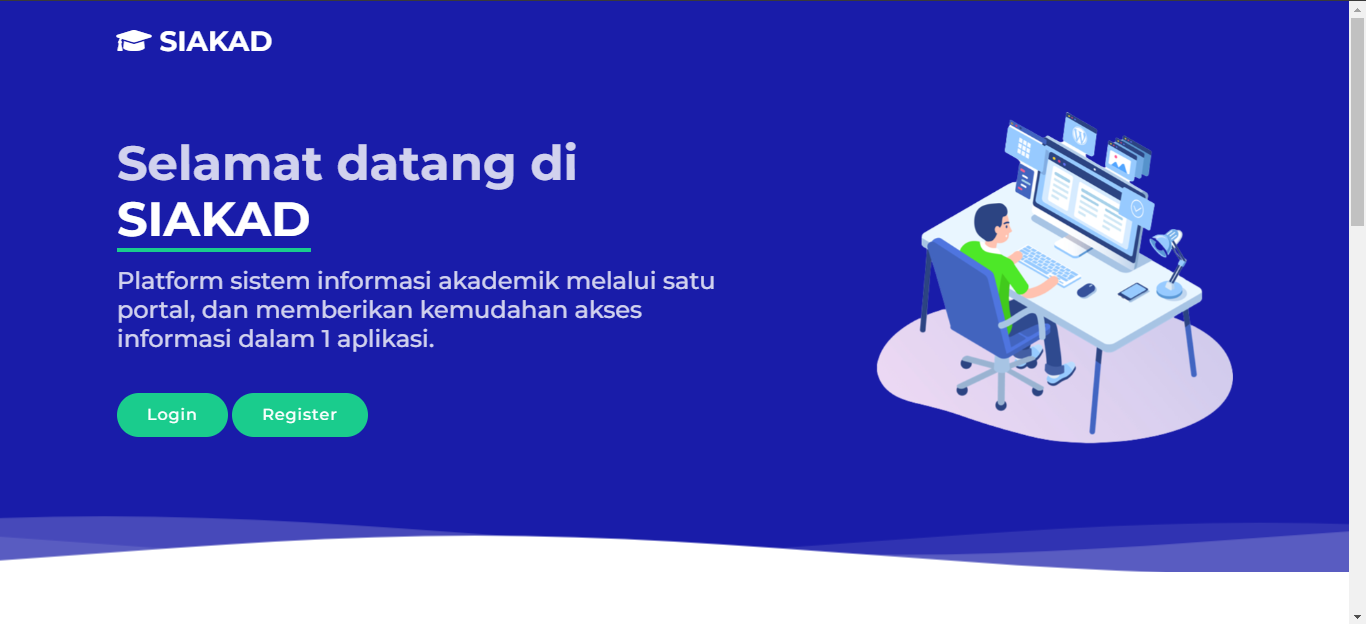 SIAKAD
Selamat datang di
SIAKAD
Platform sistem informasi akademik melalui satu
portal, dan memberikan kemudahan akses
informasi dalam 1 aplikasi.
Login Register